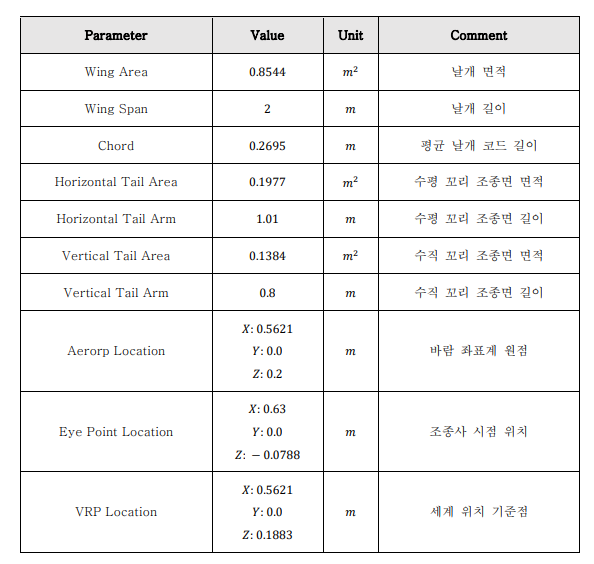 Parameter Value Unit Comment
Wing Area 0.8544 m² 날개 면적
Wing Span 2 m 날개 길이
Chord 0.2695 m 평균 날개 코드 길이
Horizontal Tail Area 0.1977 m² 수평 꼬리 조종면 면적
Horizontal Tail Arm 1.01 m 수평 꼬리 조종면 길이
Vertical Tail Area 0.1384 m² 수직 꼬리 조종면 면적
Vertical Tail Arm 0.8 m 수직 꼬리 조종면 길이
X: 0.5621
Aerorp Location Y: 0.0 m 바람 좌표계 원점
Z: 0.2
X: 0.63
Eye Point Location Y: 0.0 m 조종사 시점 위치
Z: − 0.0788
X: 0.5621
VRP Location Y: 0.0 m 세계 위치 기준점
Z: 0.1883